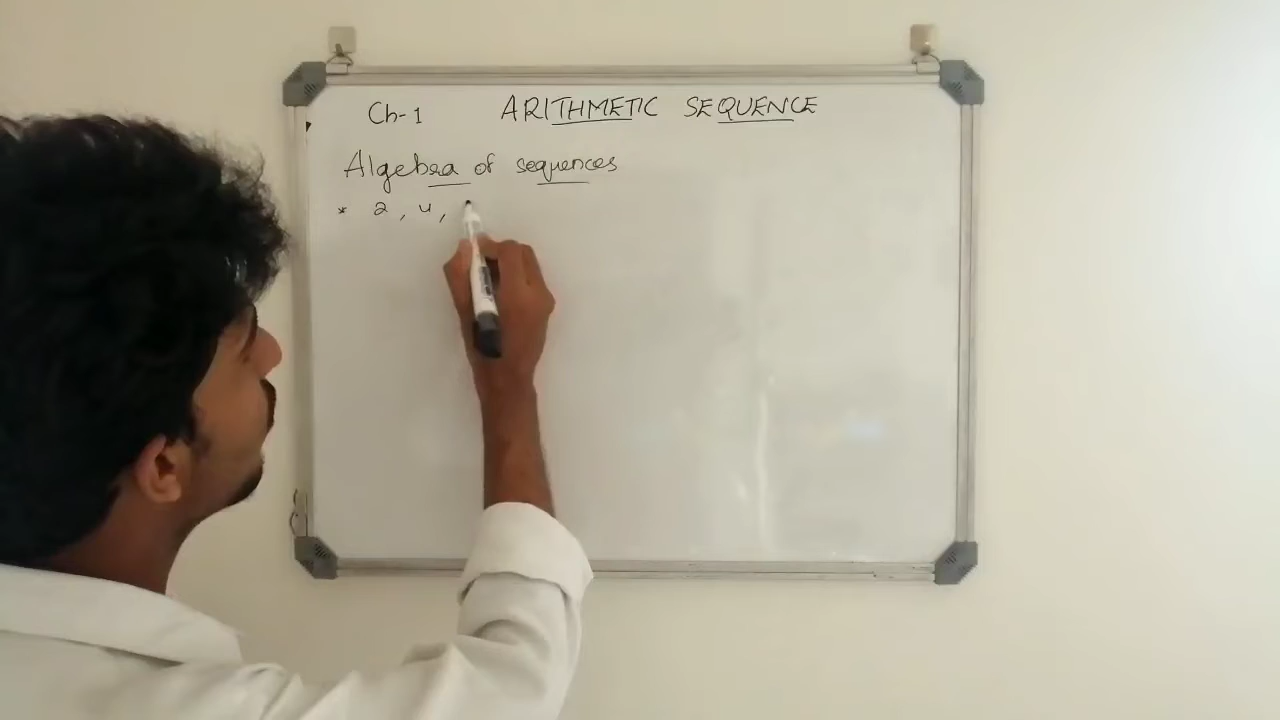 Ch-1 ARITHMETIC SEQUENCE
Algebra of sequences
* 2, 4,